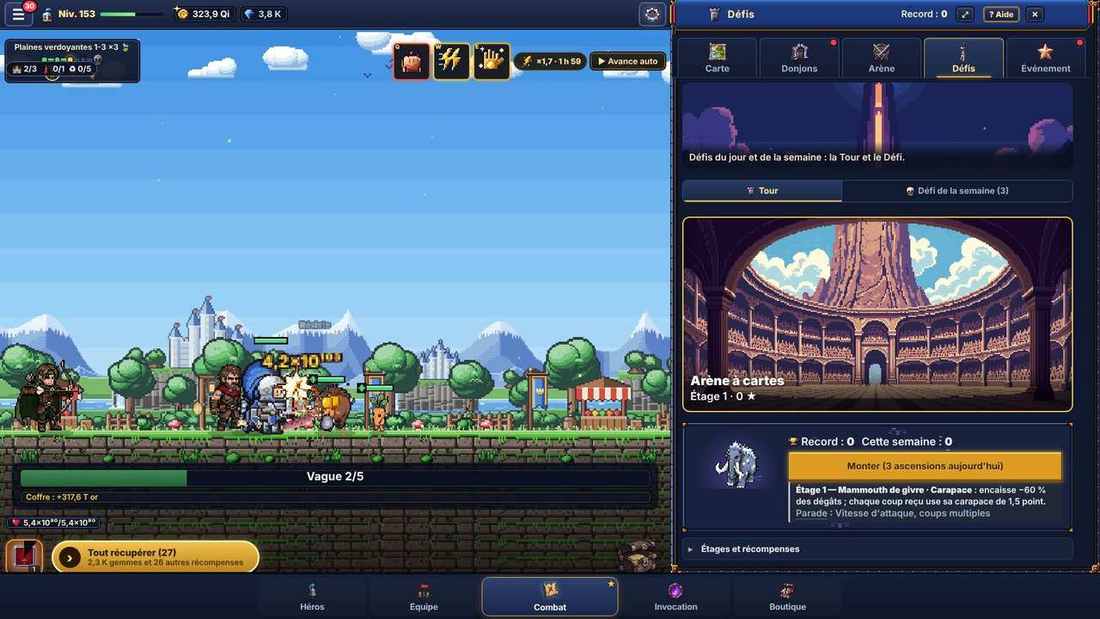 30
Niv. 153
323,9 Qi
3,8 K
Défis
Record : 0
? Aide
Plaines verdoyantes 1-3 ×3
2/3
0/1
0/5
×1,7 · 1 h 59
Avance auto
Carte
Donjons
Arène
Défis
Evénement
Défis du jour et de la semaine : la Tour et le Défi.
Tour
Défi de la semaine (3)
Arène à cartes
Étage 1 · 0 ★
4,2×10¹⁰³
Record : 0 Cette semaine : 0
Monter (3 ascensions aujourd'hui)
Étage 1 — Mammouth de givre · Carapace : encaisse −60 %
des dégâts ; chaque coup reçu use sa carapace de 1,5 point.
Parade : Vitesse d'attaque, coups multiples
Étages et récompenses
Vague 2/5
Coffre : +317,6 T or
Tout récupérer (27)
2,3 K gemmes et 26 autres récompenses
1
Héros
Equipe
Combat
Invocation
Boutique